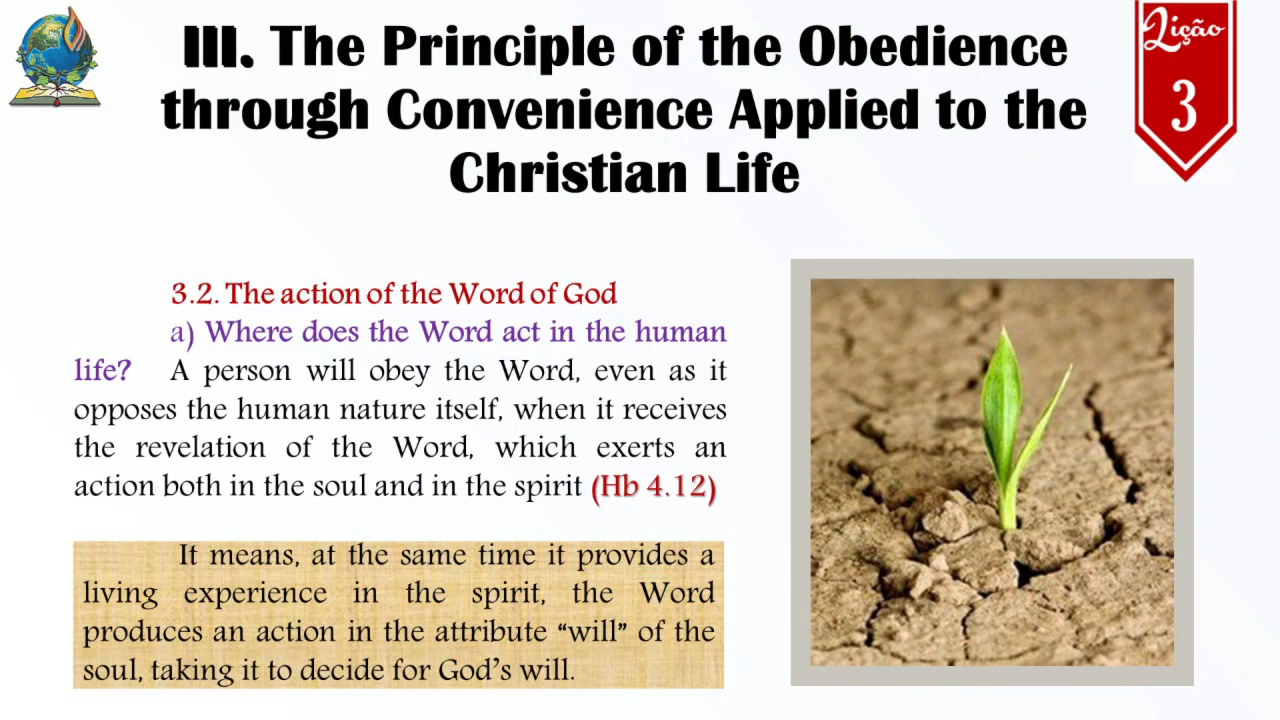 III. The Principle of the Obedience
through Convenience Applied to the
Christian Life
Lição
3
3.2. The action of the Word of God
a) Where does the Word act in the human
life? A person will obey the Word, even as it
opposes the human nature itself, when it receives
the revelation of the Word, which exerts an
action both in the soul and in the spirit (Hb 4.12)
It means, at the same time it provides a
living experience in the spirit, the Word
produces an action in the attribute “will” of the
soul, taking it to decide for God’s will.